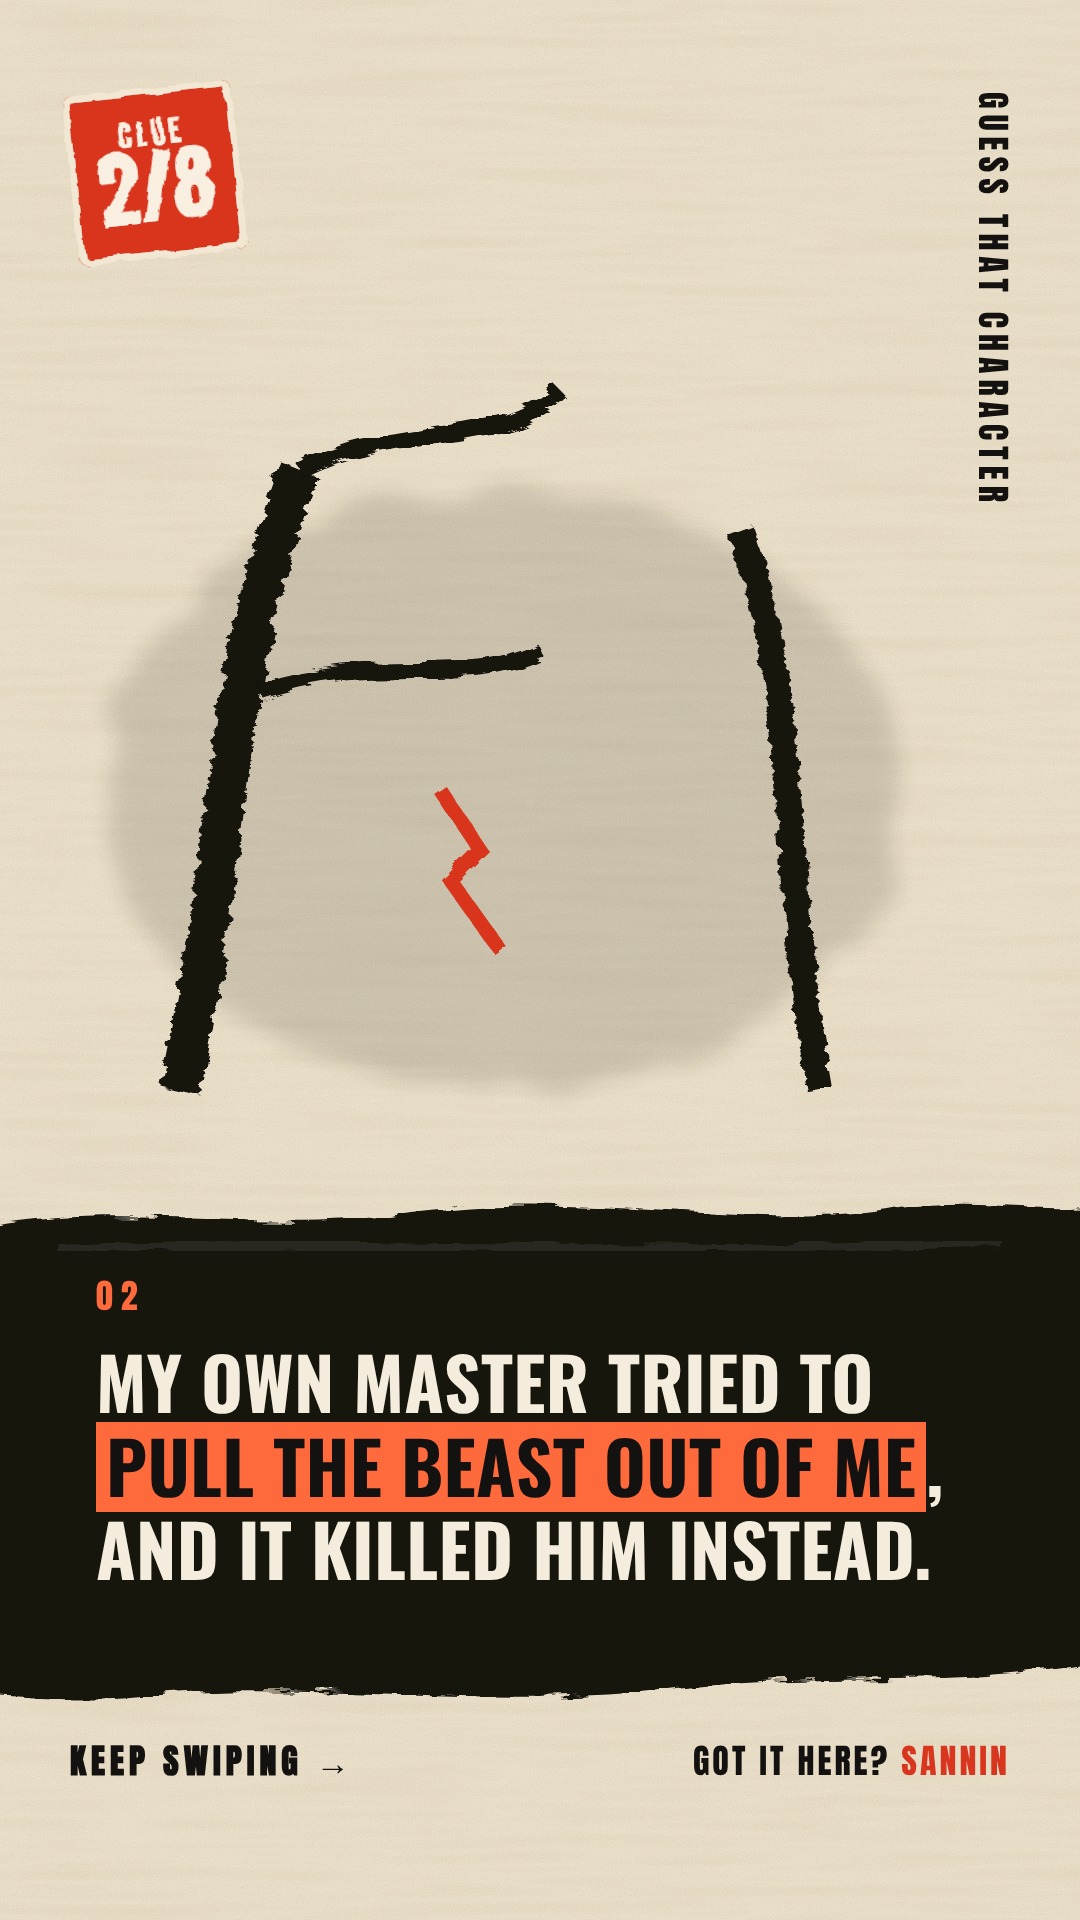 CLUE
2/8
GUESS THAT CHARACTER
02
MY OWN MASTER TRIED TO
PULL THE BEAST OUT OF ME,
AND IT KILLED HIM INSTEAD.
KEEP SWIPING →
GOT IT HERE? SANNIN